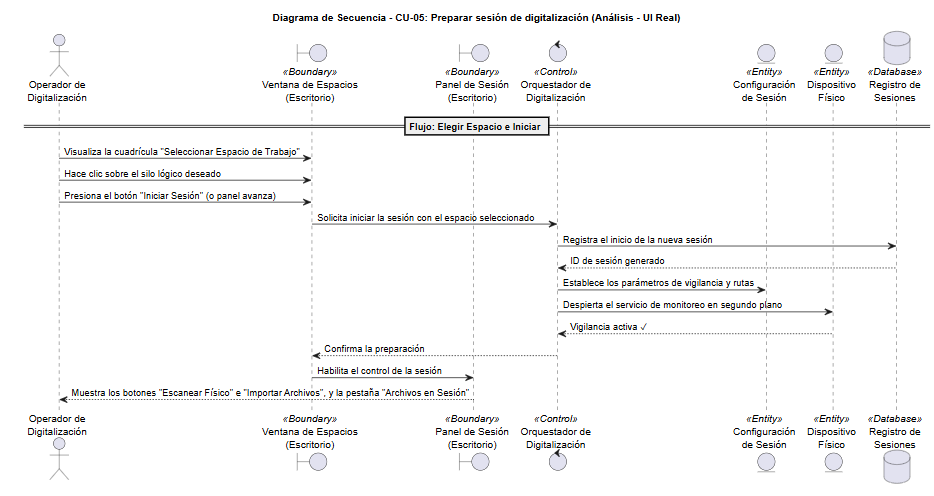 Diagrama de Secuencia - CU-05: Preparar sesión de digitalización (Análisis - UI Real)
Operador de
Digitalización
«Boundary»
Ventana de Espacios
(Escritorio)
«Boundary»
Panel de Sesión
(Escritorio)
«Control»
Orquestador de
Digitalización
«Entity»
Configuración
de Sesión
«Entity»
Dispositivo
Físico
«Database»
Registro de
Sesiones
Flujo: Elegir Espacio e Iniciar
Visualiza la cuadrícula "Seleccionar Espacio de Trabajo"
Hace clic sobre el silo lógico deseado
Presiona el botón "Iniciar Sesión" (o panel avanza)
Solicita iniciar la sesión con el espacio seleccionado
Registra el inicio de la nueva sesión
ID de sesión generado
Establece los parámetros de vigilancia y rutas
Despierta el servicio de monitoreo en segundo plano
Vigilancia activa ✓
Confirma la preparación
Habilita el control de la sesión
Muestra los botones "Escanear Físico" e "Importar Archivos", y la pestaña "Archivos en Sesión"
Operador de
Digitalización
«Boundary»
Ventana de Espacios
(Escritorio)
«Boundary»
Panel de Sesión
(Escritorio)
«Control»
Orquestador de
Digitalización
«Entity»
Configuración
de Sesión
«Entity»
Dispositivo
Físico
«Database»
Registro de
Sesiones